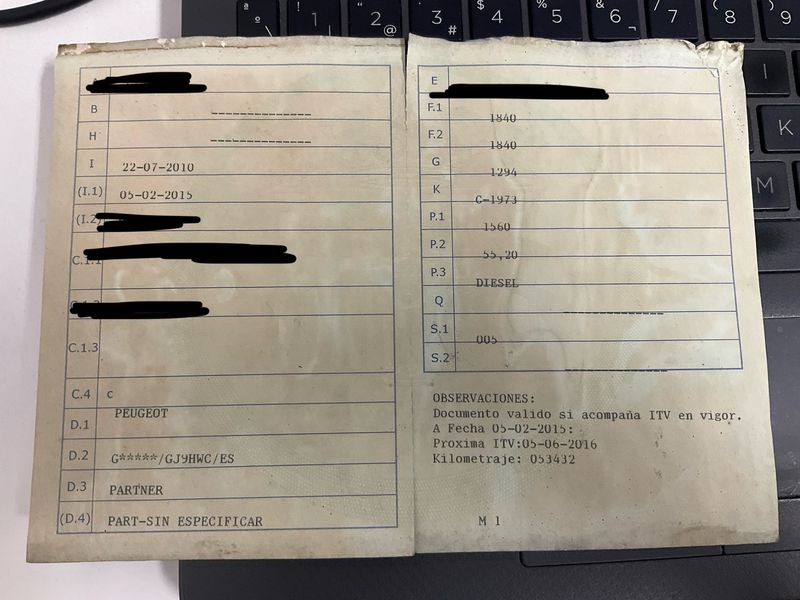 B ------------
H ------------
I 22-07-2010
(I.1) 05-02-2015
(I.2)
C.1.1
C.1.3
C.4 c
D.1 PEUGEOT
D.2 G*****/GJ9HWC/ES
D.3 PARTNER
(D.4) PART-SIN ESPECIFICAR
E
F.1 1840
F.2 1840
G 1294
K C-1973
P.1 1560
P.2 55,20
P.3 DIESEL
Q ------------
S.1 005
S.2 ------------
OBSERVACIONES:
Documento valido si acompaña ITV en vigor.
A Fecha 05-02-2015:
Proxima ITV:05-06-2016
Kilometraje: 053432
M 1